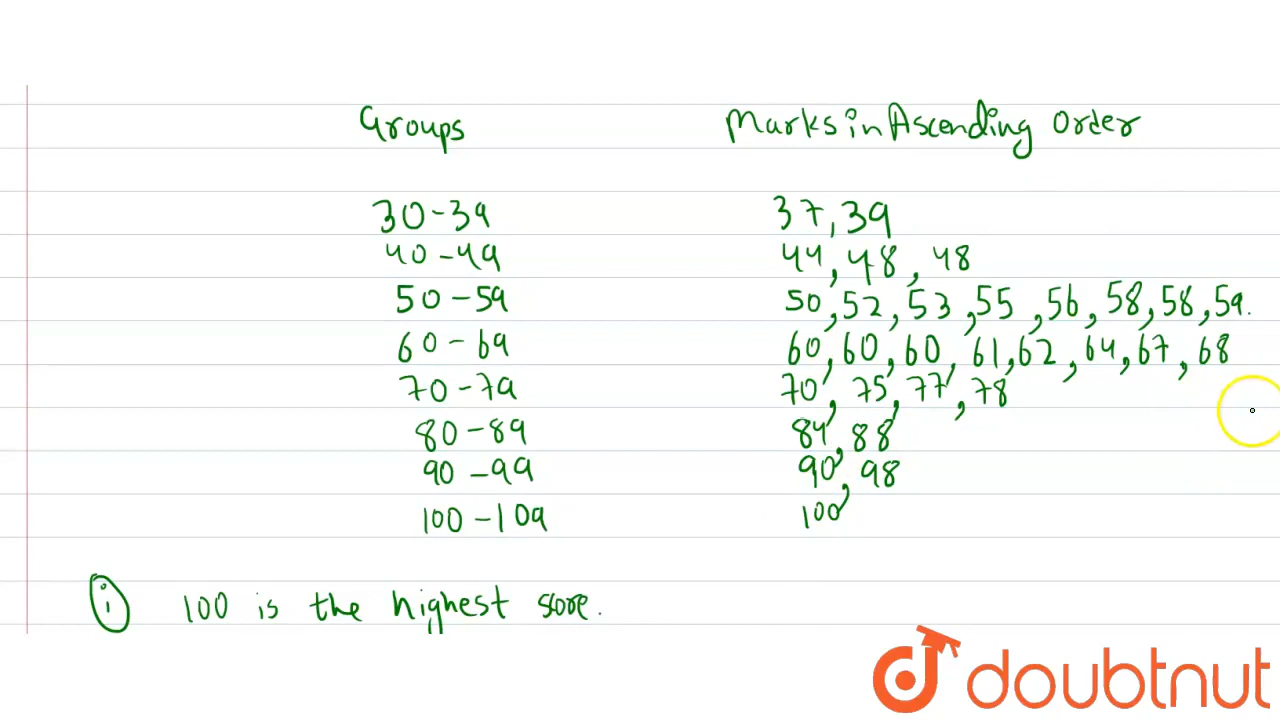 Groups Marks in Ascending Order
30-39 37, 39
40-49 44, 48, 48
50-59 50, 52, 53, 55, 56, 58, 58, 59.
60-69 60, 60, 60, 61, 62, 64, 67, 68
70-79 70, 75, 77, 78
80-89 84, 88
90-99 90, 98
100-109 100
i 100 is the highest score.
doubtnut